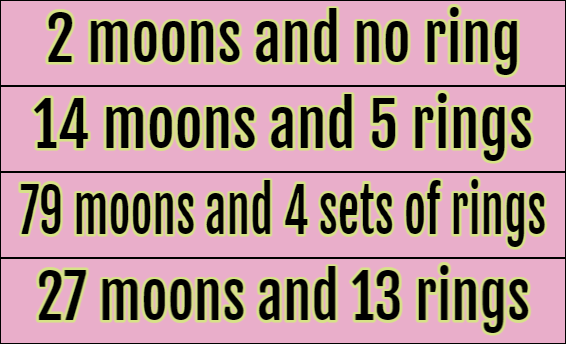 2 moons and no ring
14 moons and 5 rings
79 moons and 4 sets of rings
27 moons and 13 rings